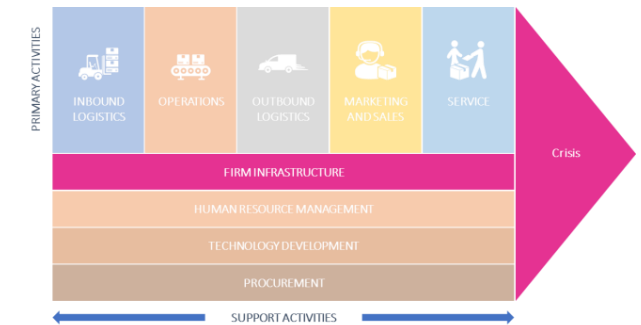 PRIMARY ACTIVITIES
INBOUND
LOGISTICS
OPERATIONS
OUTBOUND
LOGISTICS
MARKETING
AND SALES
SERVICE
Crisis
FIRM INFRASTRUCTURE
HUMAN RESOURCE MANAGEMENT
TECHNOLOGY DEVELOPMENT
PROCUREMENT
SUPPORT ACTIVITIES